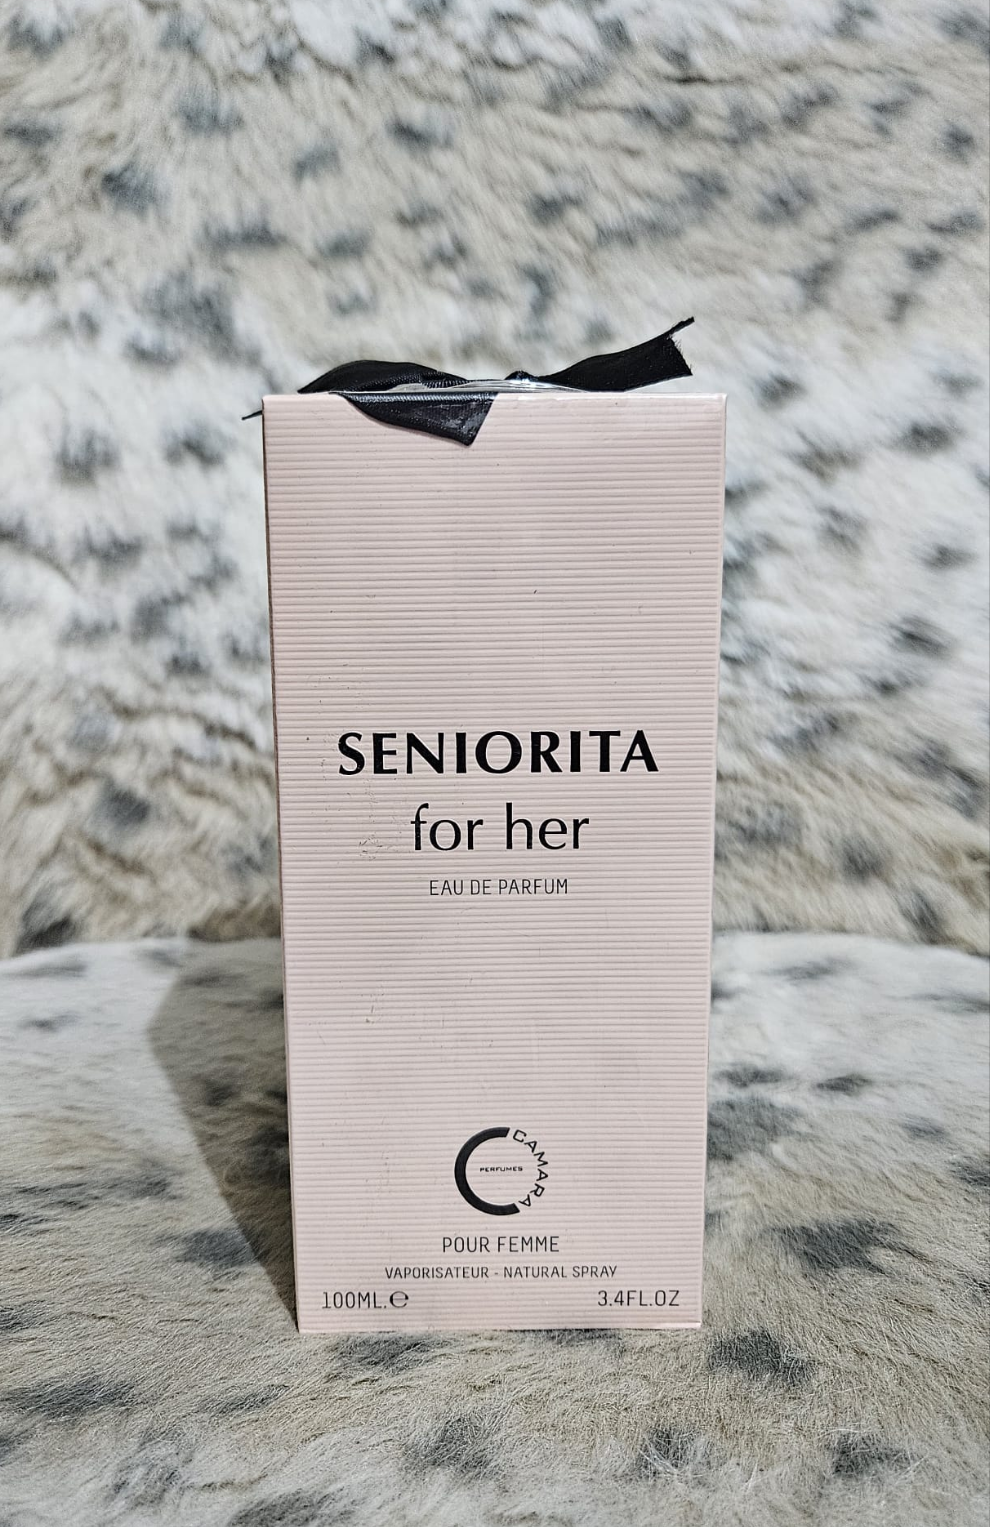 SENIORITA
for her
EAU DE PARFUM
CAMARA
PERFUMES
POUR FEMME
VAPORISATEUR - NATURAL SPRAY
100ML.℮ 3.4FL.OZ